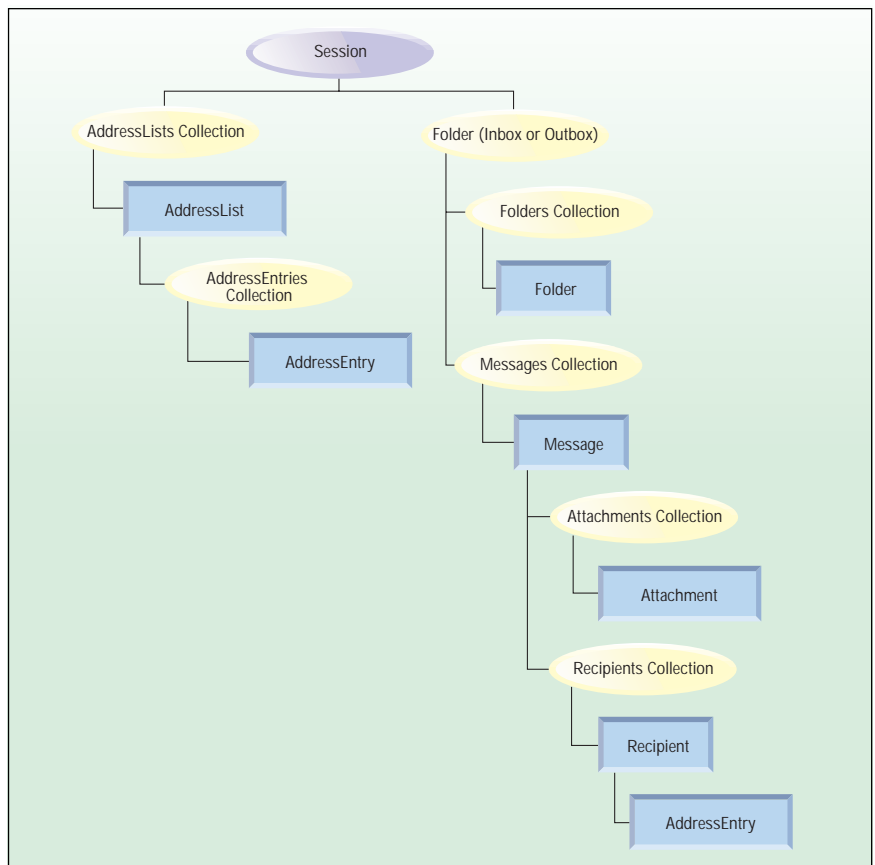 Session
AddressLists Collection
Folder (Inbox or Outbox)
AddressList
Folders Collection
AddressEntries
Collection
Folder
AddressEntry
Messages Collection
Message
Attachments Collection
Attachment
Recipients Collection
Recipient
AddressEntry